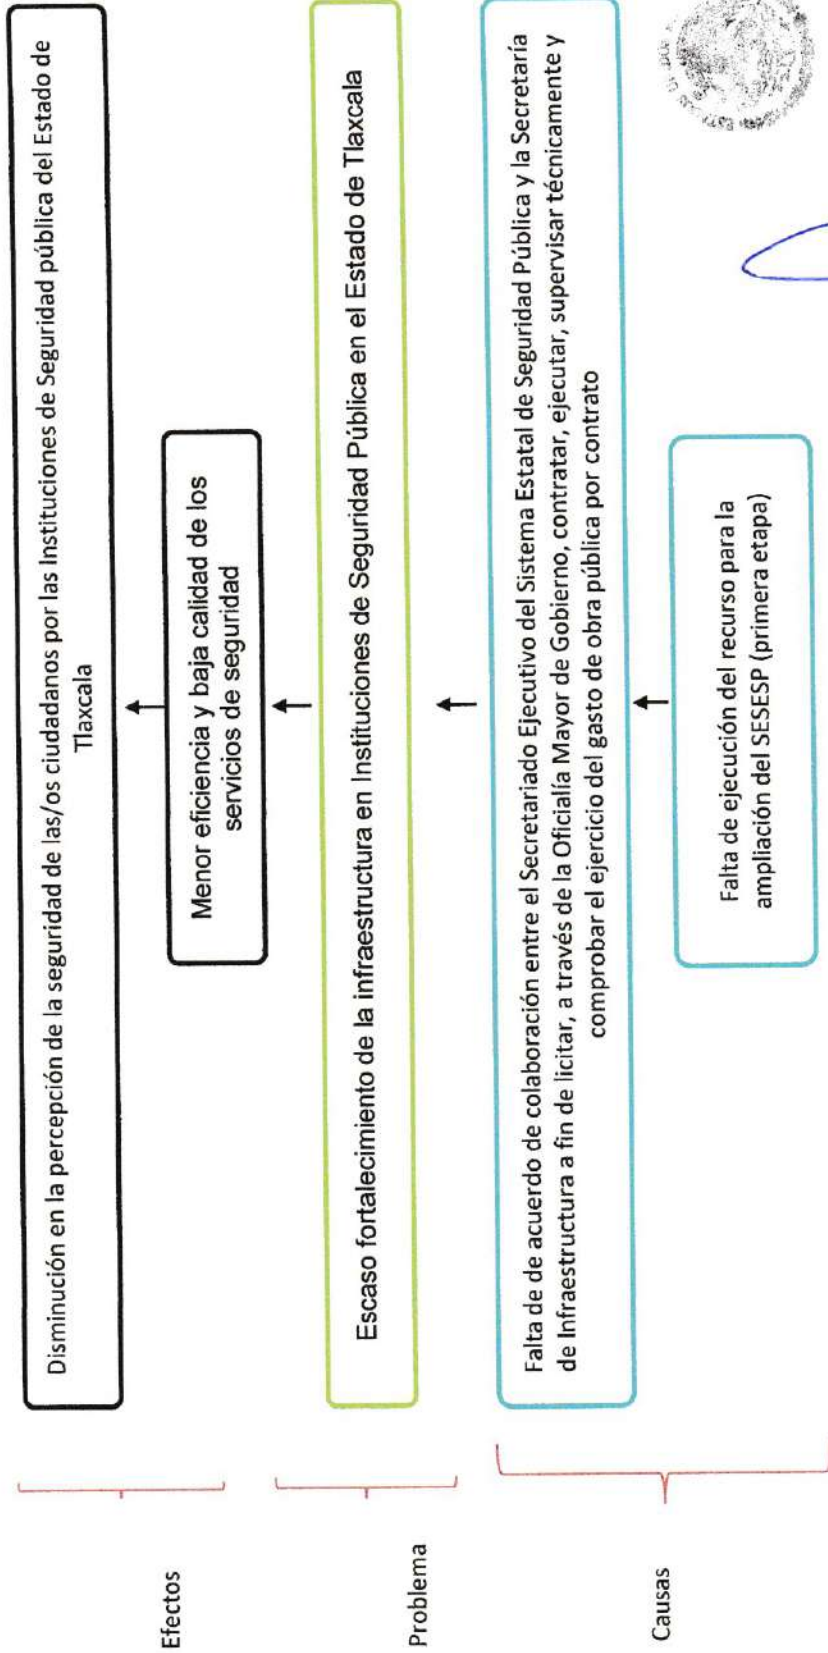 Efectos
Disminución en la percepción de la seguridad de las/os ciudadanos por las Instituciones de Seguridad pública del Estado de
Tlaxcala
Menor eficiencia y baja calidad de los
servicios de seguridad
Problema
Escaso fortalecimiento de la infraestructura en Instituciones de Seguridad Pública en el Estado de Tlaxcala
Causas
Falta de de acuerdo de colaboración entre el Secretariado Ejecutivo del Sistema Estatal de Seguridad Pública y la Secretaría
de Infraestructura a fin de licitar, a través de la Oficialía Mayor de Gobierno, contratar, ejecutar, supervisar técnicamente y
comprobar el ejercicio del gasto de obra pública por contrato
Falta de ejecución del recurso para la
ampliación del SESESP (primera etapa)